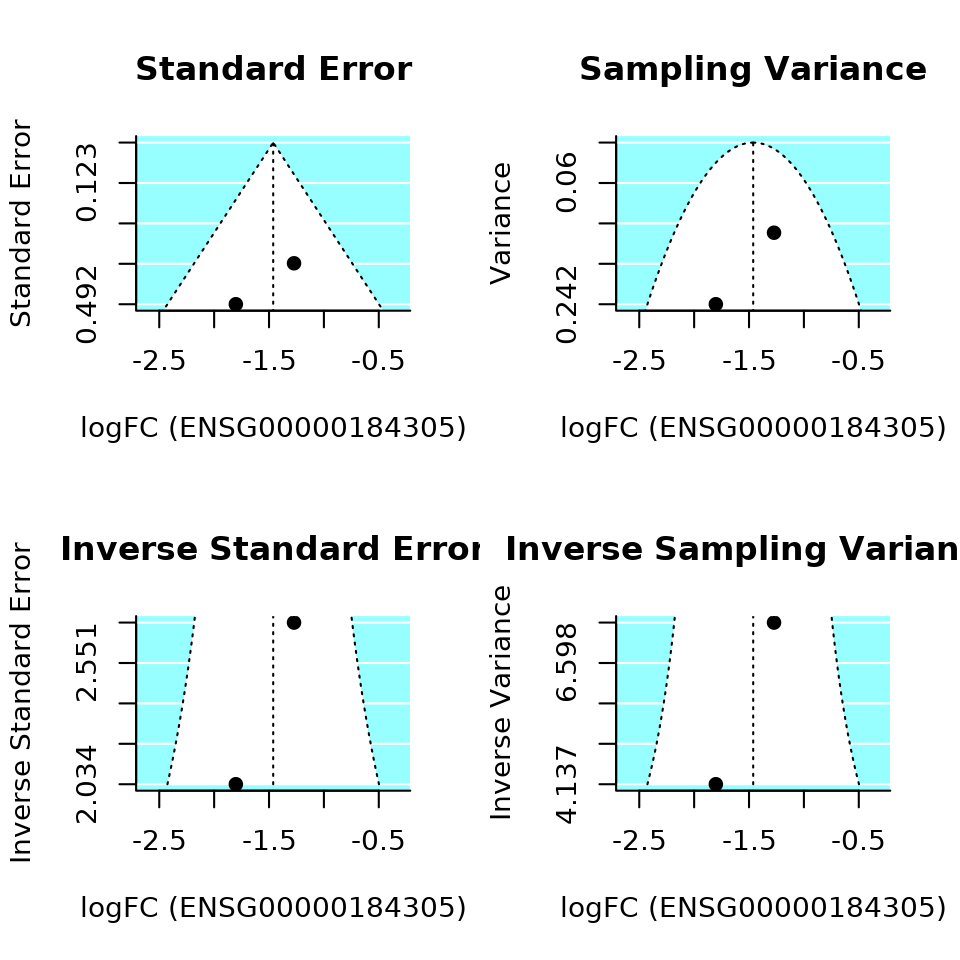 Standard Error
Standard Error
0.123
0.492
-2.5 -1.5 -0.5
logFC (ENSG00000184305)
Sampling Variance
Variance
0.06
0.242
-2.5 -1.5 -0.5
logFC (ENSG00000184305)
Inverse Standard Error
Inverse Standard Error
2.551
2.034
-2.5 -1.5 -0.5
logFC (ENSG00000184305)
Inverse Sampling Varian
Inverse Variance
6.598
4.137
-2.5 -1.5 -0.5
logFC (ENSG00000184305)